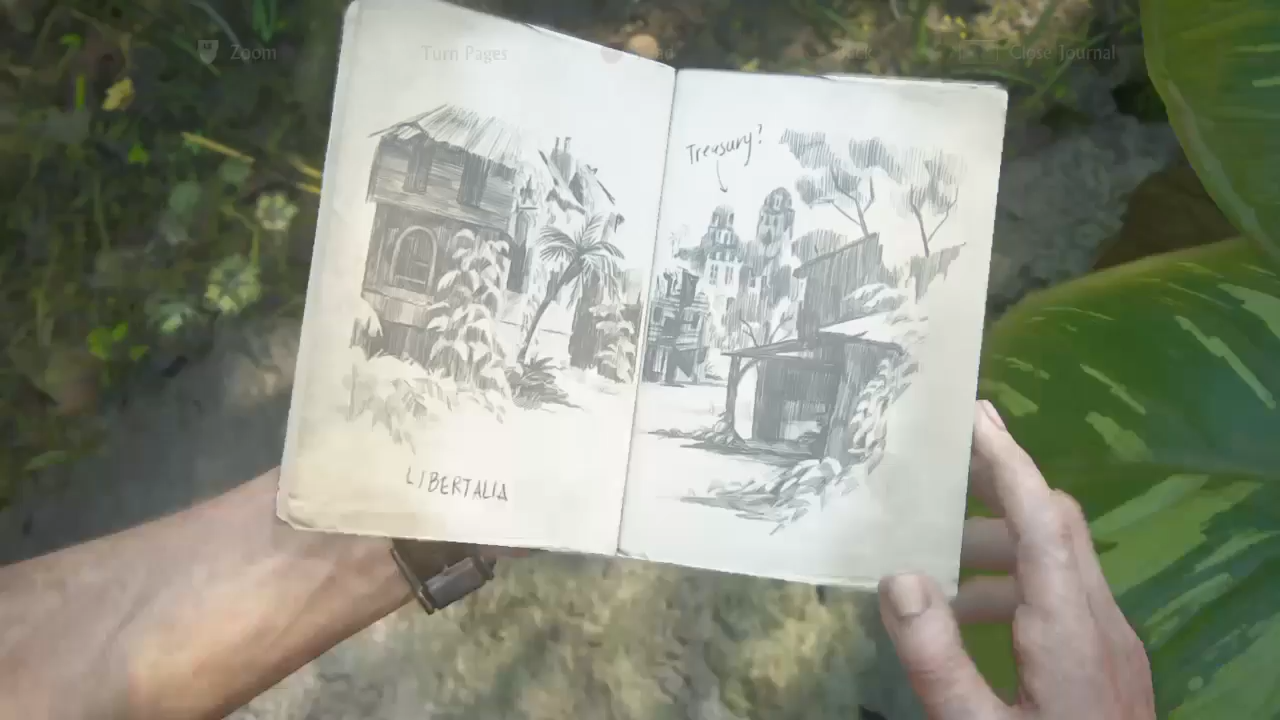 Zoom
Turn Pages
Close Journal
Treasury?
LIBERTALIA